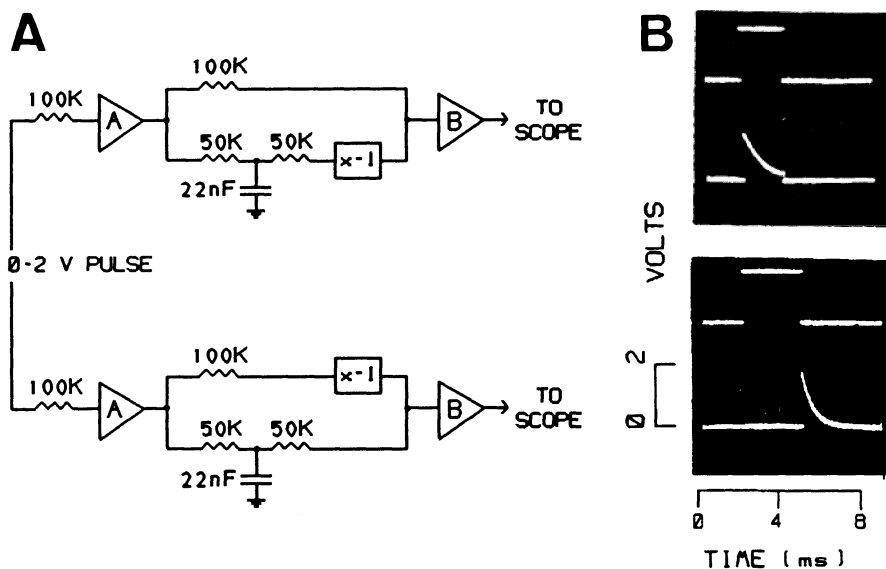 A
100K
100K
A
50K
50K
x-1
22nF
B
TO
SCOPE
0-2 V PULSE
100K
100K
x-1
A
50K
50K
22nF
B
TO
SCOPE
B
VOLTS
2
0
0 4 8
TIME (ms)